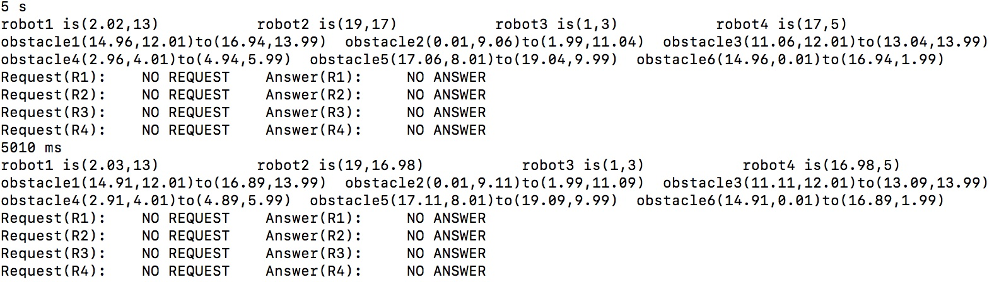 5 s
robot1 is(2.02,13)           robot2 is(19,17)           robot3 is(1,3)           robot4 is(17,5)
obstacle1(14.96,12.01)to(16.94,13.99)  obstacle2(0.01,9.06)to(1.99,11.04)  obstacle3(11.06,12.01)to(13.04,13.99)
obstacle4(2.96,4.01)to(4.94,5.99)  obstacle5(17.06,8.01)to(19.04,9.99)  obstacle6(14.96,0.01)to(16.94,1.99)
Request(R1):    NO REQUEST    Answer(R1):     NO ANSWER
Request(R2):    NO REQUEST    Answer(R2):     NO ANSWER
Request(R3):    NO REQUEST    Answer(R3):     NO ANSWER
Request(R4):    NO REQUEST    Answer(R4):     NO ANSWER
5010 ms
robot1 is(2.03,13)           robot2 is(19,16.98)           robot3 is(1,3)           robot4 is(16.98,5)
obstacle1(14.91,12.01)to(16.89,13.99)  obstacle2(0.01,9.11)to(1.99,11.09)  obstacle3(11.11,12.01)to(13.09,13.99)
obstacle4(2.91,4.01)to(4.89,5.99)  obstacle5(17.11,8.01)to(19.09,9.99)  obstacle6(14.91,0.01)to(16.89,1.99)
Request(R1):    NO REQUEST    Answer(R1):     NO ANSWER
Request(R2):    NO REQUEST    Answer(R2):     NO ANSWER
Request(R3):    NO REQUEST    Answer(R3):     NO ANSWER
Request(R4):    NO REQUEST    Answer(R4):     NO ANSWER